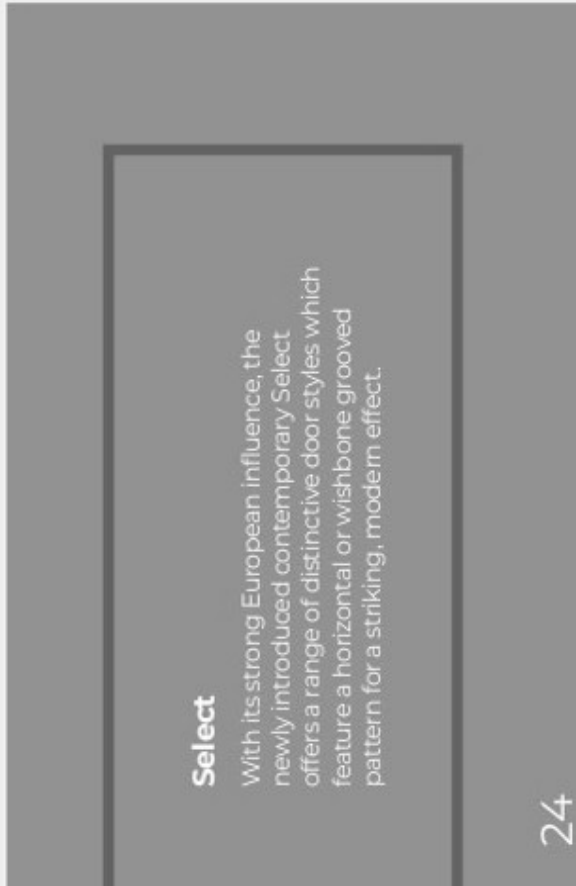 Select
With its strong European influence, the
newly introduced contemporary Select
offers a range of distinctive door styles which
feature a horizontal or wishbone grooved
pattern for a striking, modern effect.
24